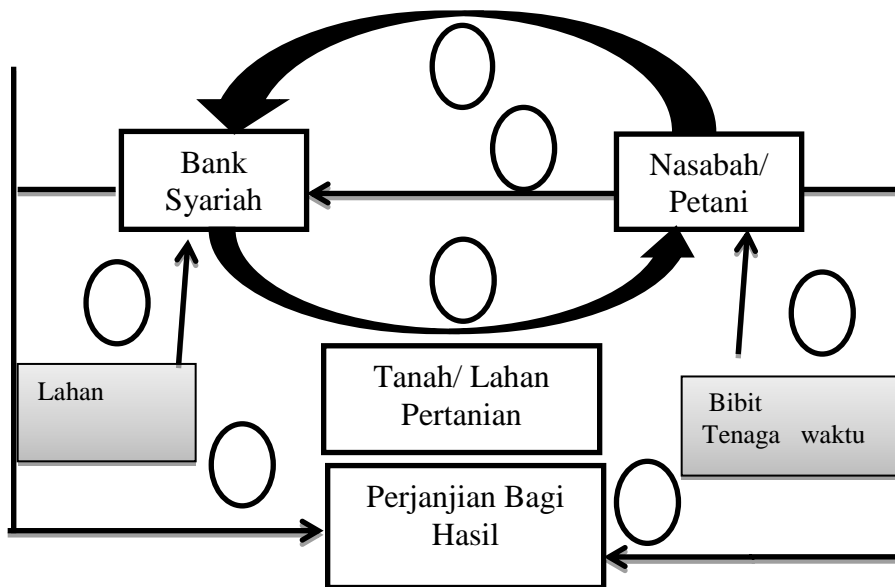 Bank
Syariah
Nasabah/
Petani
Lahan
Tanah/ Lahan
Pertanian
Bibit
Tenaga waktu
Perjanjian Bagi
Hasil